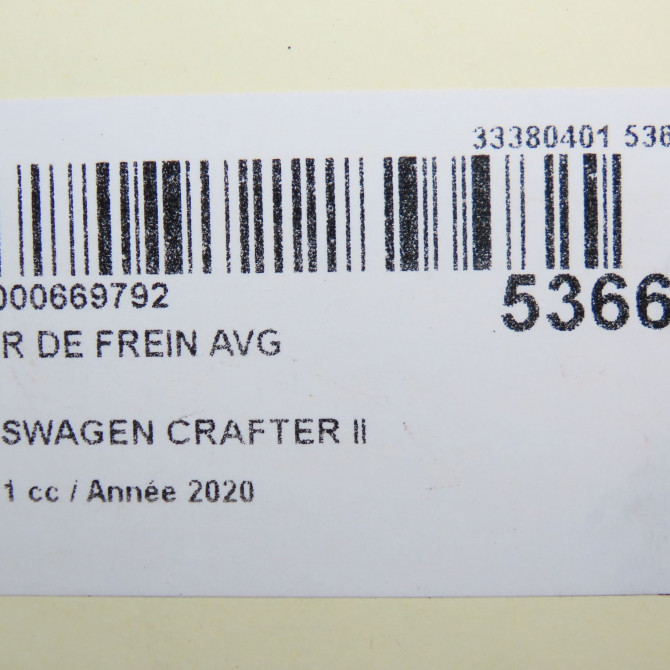 33380401 536
000669792
5366
R DE FREIN AVG
SWAGEN CRAFTER II
1 cc / Année 2020